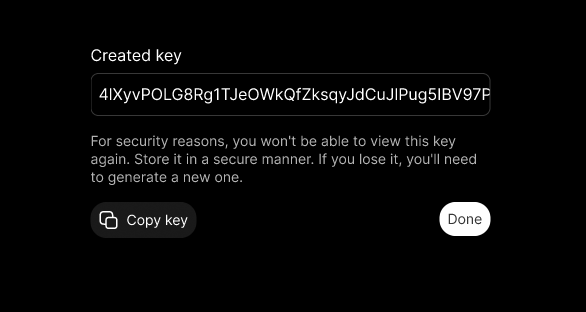 Created key
4lXyvPOLG8Rg1TJeOWkQfZksqyJdCuJlPug5IBV97P
For security reasons, you won't be able to view this key
again. Store it in a secure manner. If you lose it, you'll need
to generate a new one.
Copy key
Done